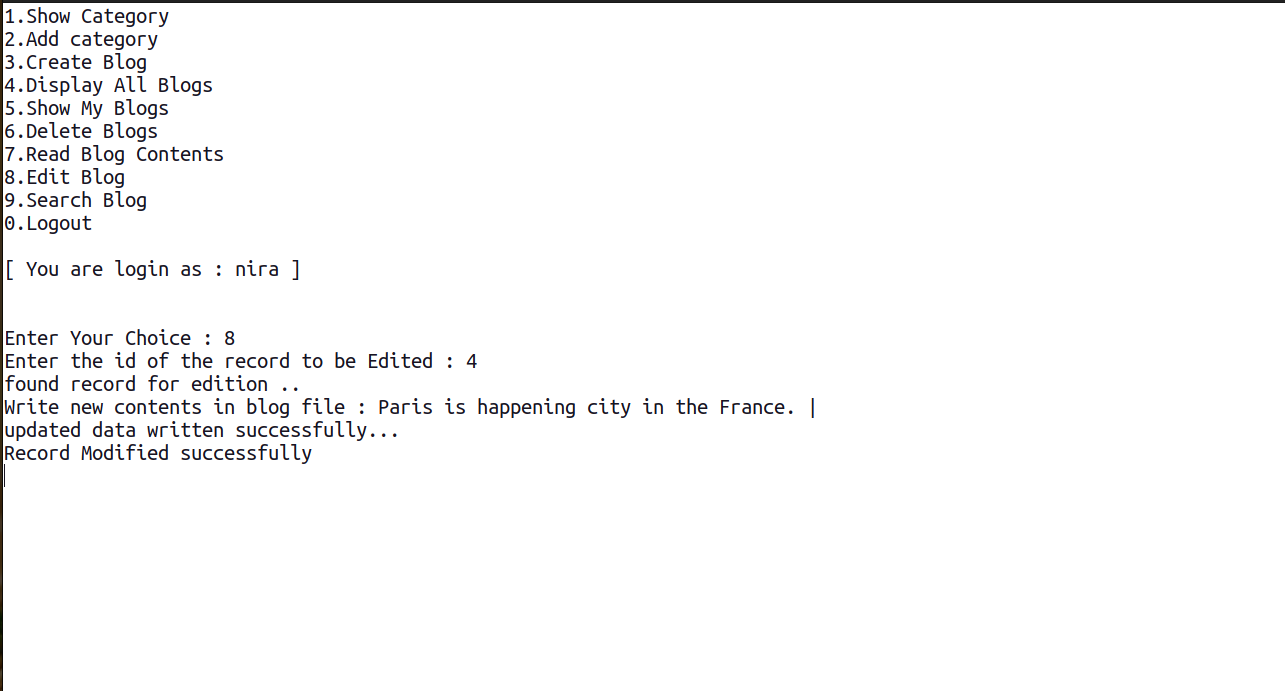 1.Show Category
2.Add category
3.Create Blog
4.Display All Blogs
5.Show My Blogs
6.Delete Blogs
7.Read Blog Contents
8.Edit Blog
9.Search Blog
0.Logout
[ You are login as : nira ]
Enter Your Choice : 8
Enter the id of the record to be Edited : 4
found record for edition ..
Write new contents in blog file : Paris is happening city in the France. |
updated data written successfully...
Record Modified successfully